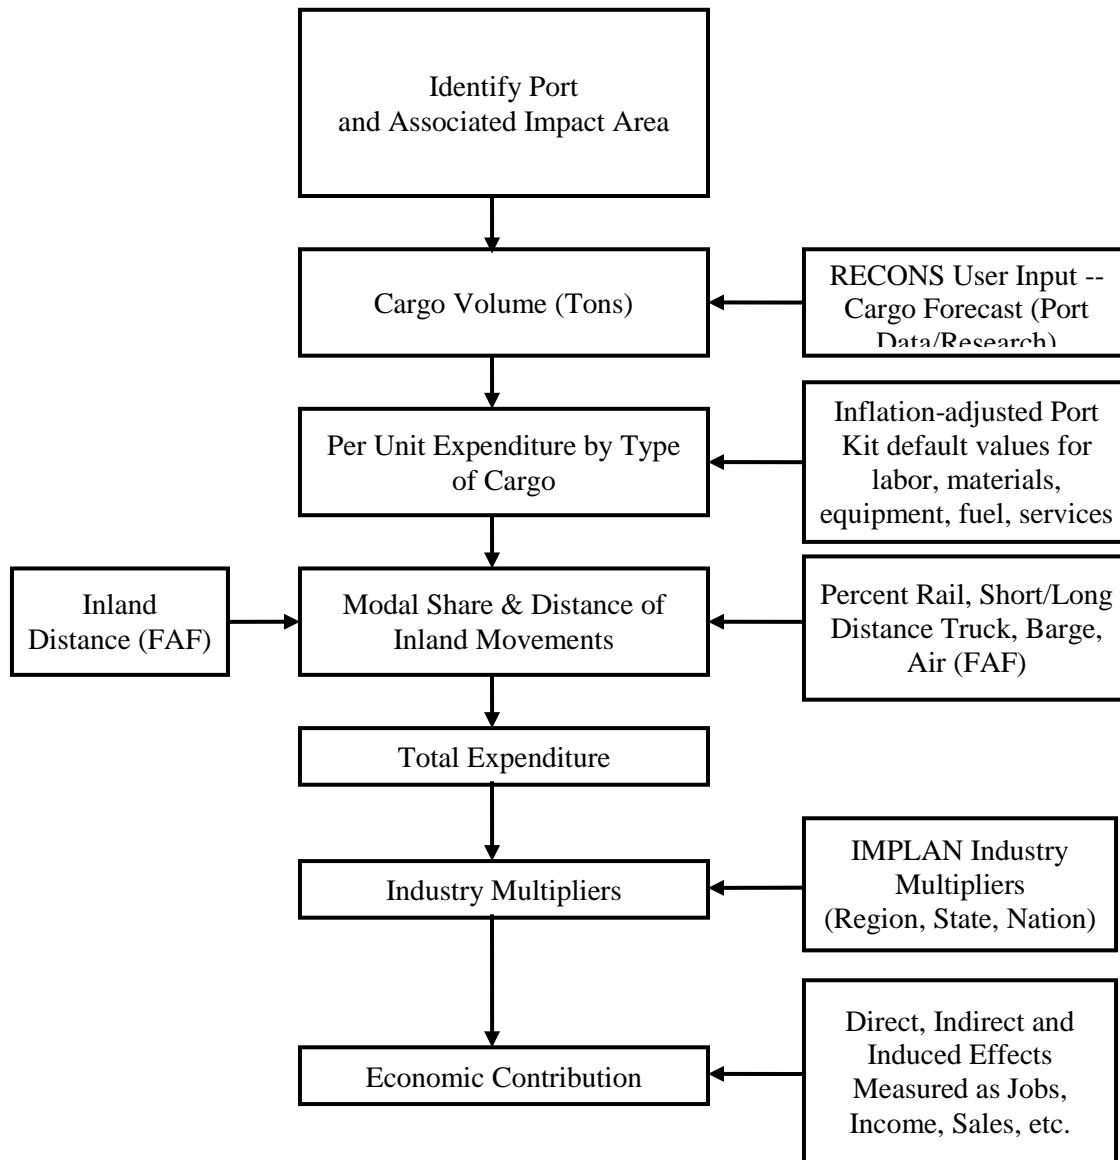 Identify Port
and Associated Impact Area
Cargo Volume (Tons)
RECONS User Input --
Cargo Forecast (Port
Data/Research)
Per Unit Expenditure by Type
of Cargo
Inflation-adjusted Port
Kit default values for
labor, materials,
equipment, fuel, services
Inland
Distance (FAF)
Modal Share & Distance of
Inland Movements
Percent Rail, Short/Long
Distance Truck, Barge,
Air (FAF)
Total Expenditure
Industry Multipliers
IMPLAN Industry
Multipliers
(Region, State, Nation)
Economic Contribution
Direct, Indirect and
Induced Effects
Measured as Jobs,
Income, Sales, etc.